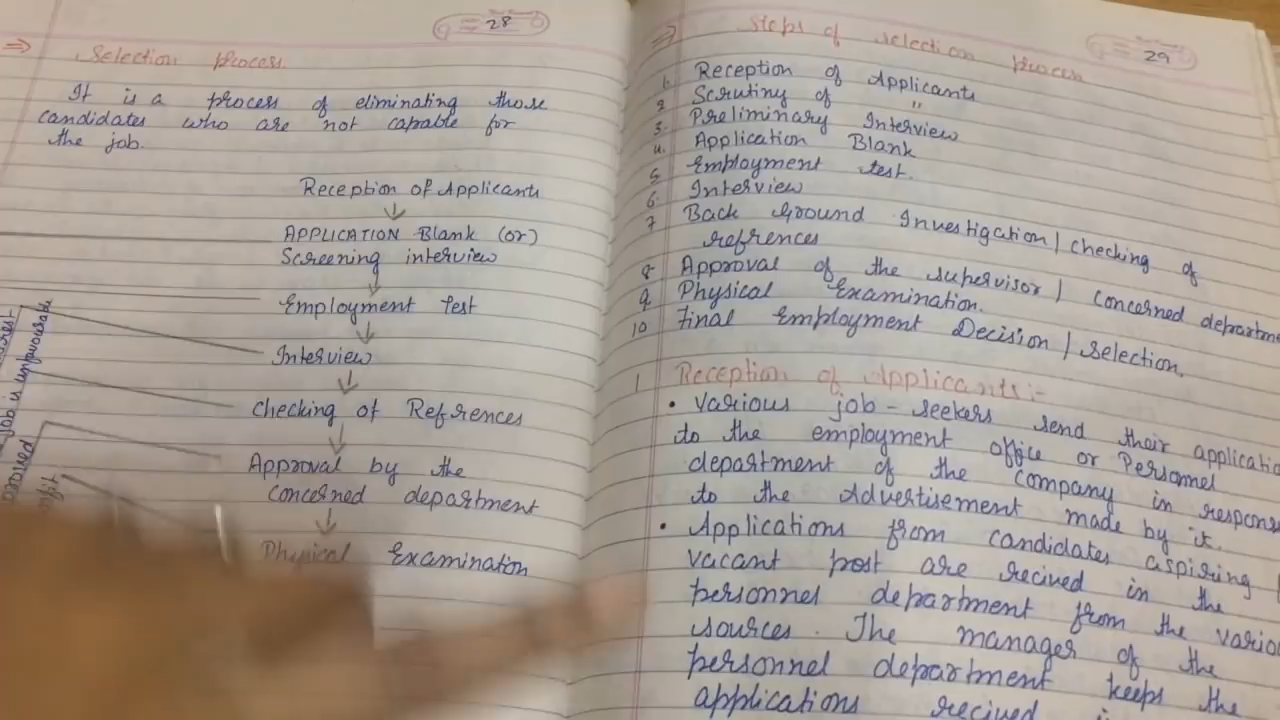 28
⇒ Selection process
It is a process of eliminating those
candidates who are not capable for
the job.
Reception of Applicants
↓
APPLICATION Blank (or)
Screening interview
↓
Employment test
↓
Interview
↓
checking of Refrences
↓
Approval by the
concerned department
↓
Physical Examination
job is unfavourable
29
⇒ Steps of selection process
1. Reception of Applicants
2 Scrutiny of "
3. Preliminary Interview
4. Application Blank
5 Employment test.
6. Interview
7 Back Ground Investigation | checking of
refrences
8 Approval of the supervisor | concerned departm
9 Physical Examination.
10 Final Employment Decision | selection.
1 Reception of Applicants:-
• Various job-seekers send their applicatio
to the employment office or Personnel
department of the company in respons
to the Advertisement made by it.
• Applications from candidates aspiring
vacant post are recived in the
personnel department from the vario
sources. The manager of the
personnel department keeps the
applications recived